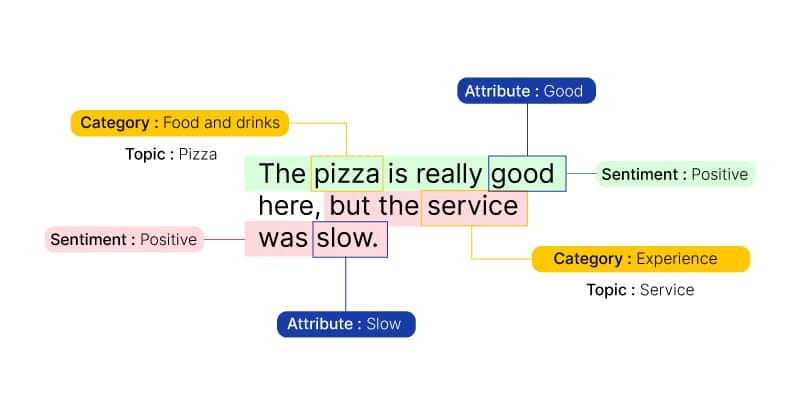 Attribute : Good
Category : Food and drinks
Topic : Pizza
The pizza is really good
Sentiment : Positive
here, but the service
was slow.
Sentiment : Positive
Category : Experience
Topic : Service
Attribute : Slow